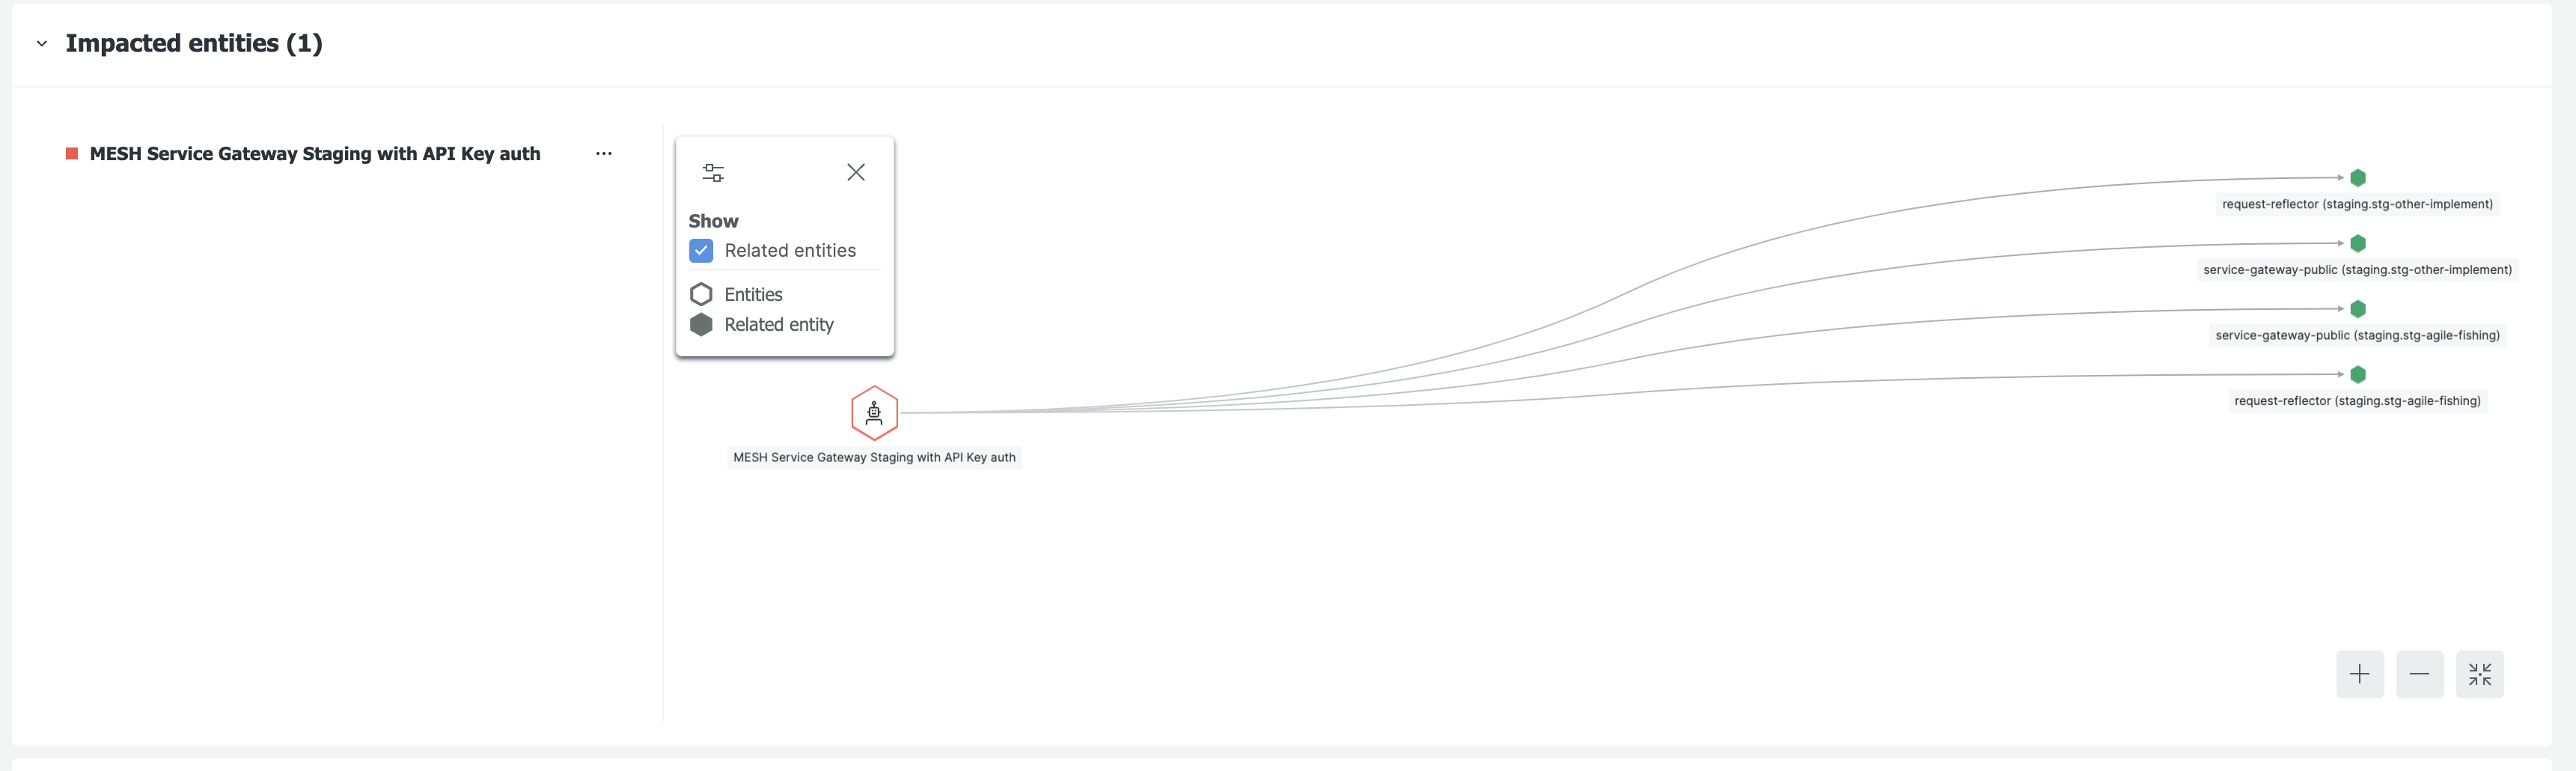 Impacted entities (1)
MESH Service Gateway Staging with API Key auth
Show
Related entities
Entities
Related entity
MESH Service Gateway Staging with API Key auth
request-reflector (staging.stg-other-implement)
service-gateway-public (staging.stg-other-implement)
service-gateway-public (staging.stg-agile-fishing)
request-reflector (staging.stg-agile-fishing)